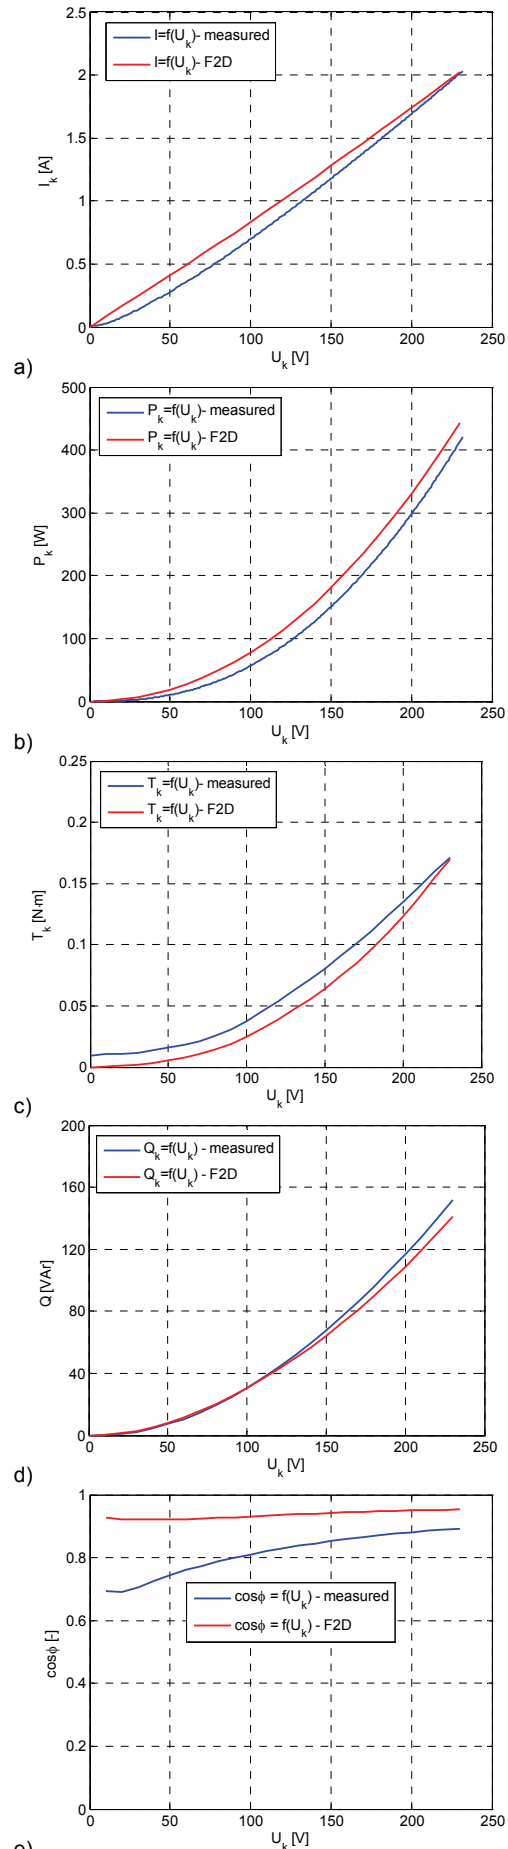 2.5
I=f(U_k)- measured
I=f(U_k)- F2D
2
1.5
I_k [A]
1
0.5
0
0 50 100 150 200 250
U_k [V]
a)
500
P_k=f(U_k)- measured
P_k=f(U_k)- F2D
400
300
P_k [W]
200
100
0
0 50 100 150 200 250
U_k [V]
b)
0.25
T_k=f(U_k)- measured
T_k=f(U_k)- F2D
0.2
0.15
T_k [N·m]
0.1
0.05
0
0 50 100 150 200 250
U_k [V]
c)
200
Q_k=f(U_k) - measured
Q_k=f(U_k) - F2D
160
120
Q [VAr]
80
40
0
0 50 100 150 200 250
U_k [V]
d)
1
0.8
cosϕ = f(U_k) - measured
cosϕ = f(U_k) - F2D
0.6
cosϕ [-]
0.4
0.2
0
0 50 100 150 200 250
U_k [V]
e)